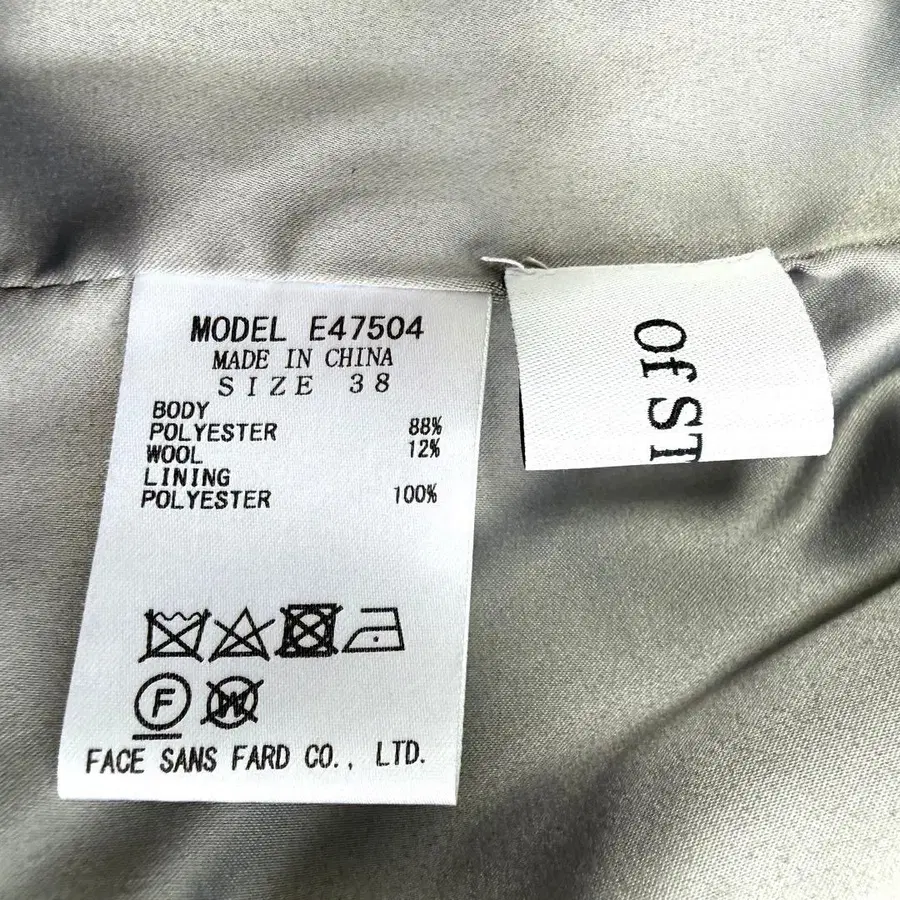 MODEL E47504
MADE IN CHINA
SIZE 38
BODY
POLYESTER 88%
WOOL 12%
LINING
POLYESTER 100%
F W
FACE SANS FARD CO., LTD.
Of ST